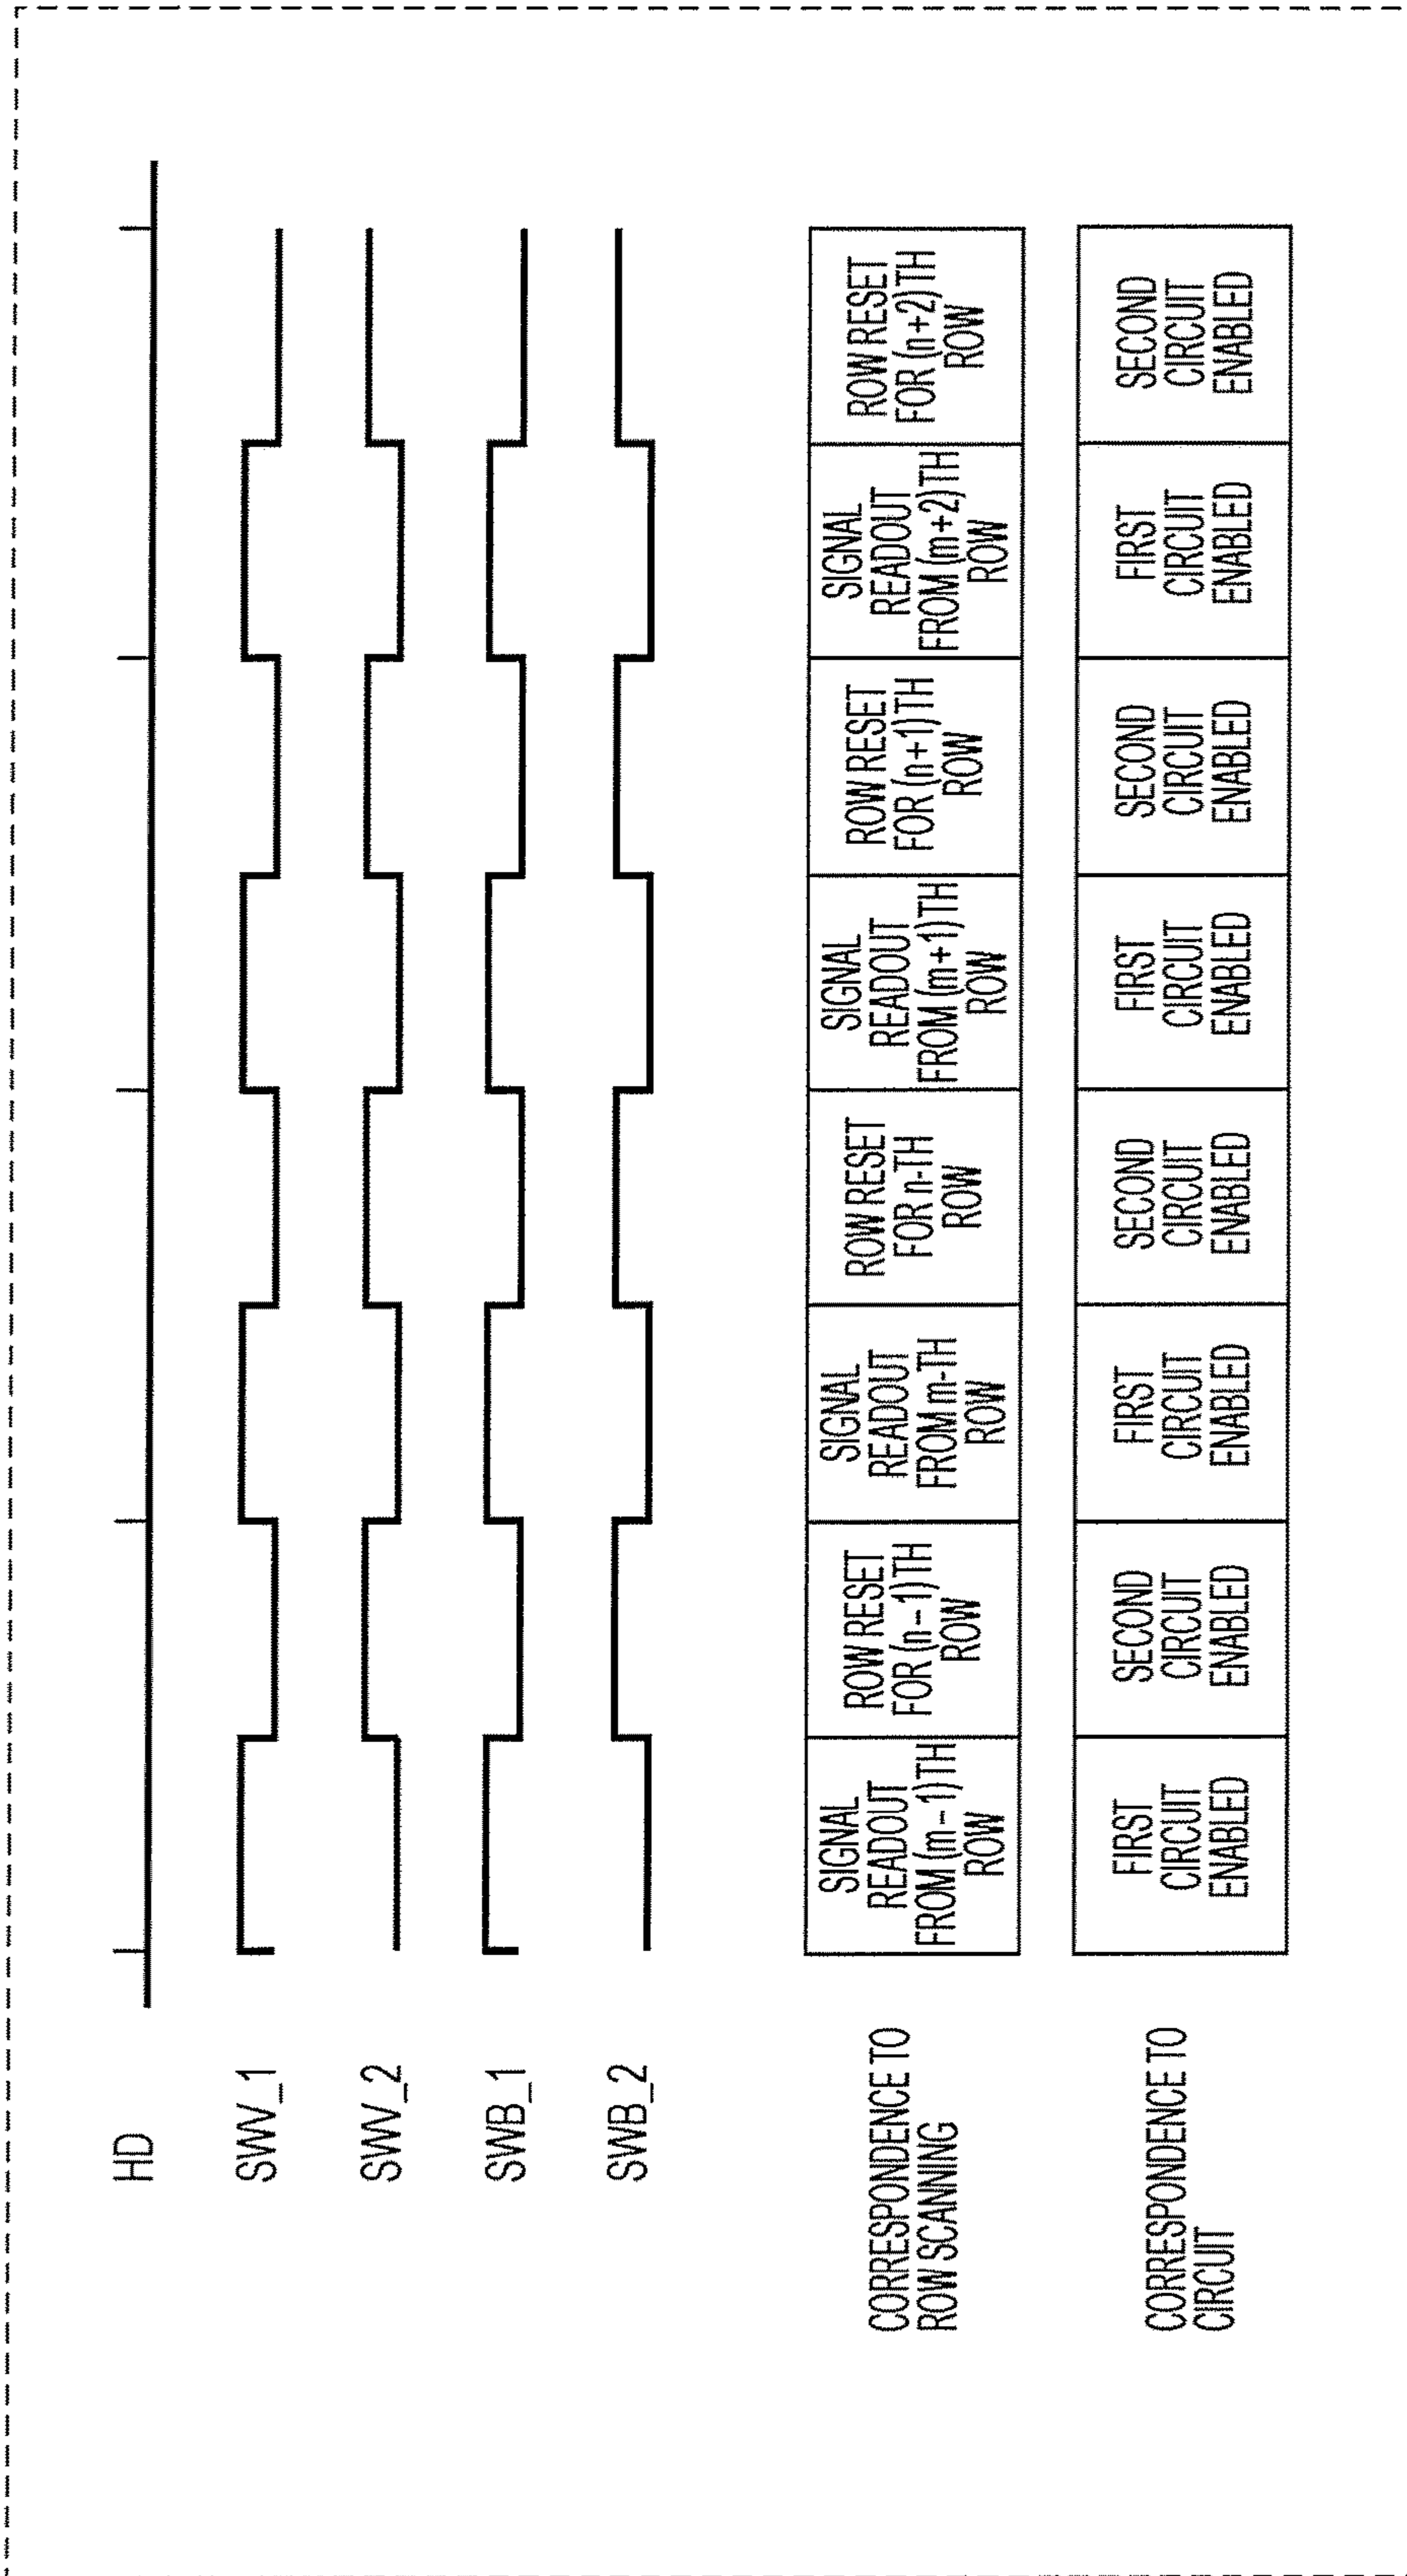 HD
SWV_1
SWV_2
SWB_1
SWB_2
CORRESPONDENCE TO
ROW SCANNING
SIGNAL
READOUT
FROM (m−1)TH
ROW
ROW RESET
FOR (n−1)TH
ROW
SIGNAL
READOUT
FROM m-TH
ROW
ROW RESET
FOR n-TH
ROW
SIGNAL
READOUT
FROM (m+1)TH
ROW
ROW RESET
FOR (n+1)TH
ROW
SIGNAL
READOUT
FROM (m+2)TH
ROW
ROW RESET
FOR (n+2)TH
ROW
CORRESPONDENCE TO
CIRCUIT
FIRST
CIRCUIT
ENABLED
SECOND
CIRCUIT
ENABLED
FIRST
CIRCUIT
ENABLED
SECOND
CIRCUIT
ENABLED
FIRST
CIRCUIT
ENABLED
SECOND
CIRCUIT
ENABLED
FIRST
CIRCUIT
ENABLED
SECOND
CIRCUIT
ENABLED